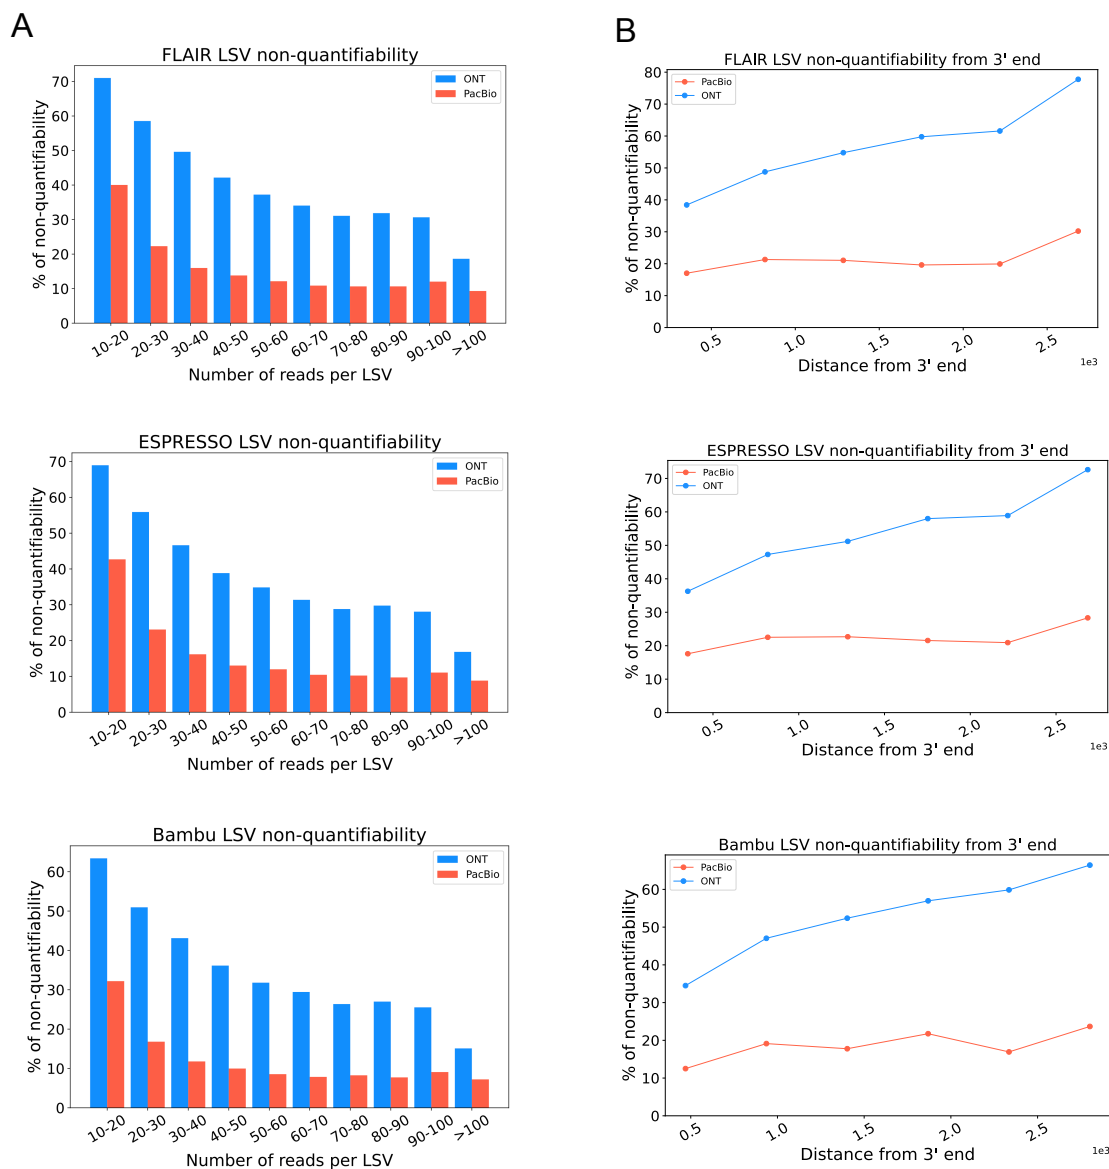 A
FLAIR LSV non-quantifiability
ONT
PacBio
% of non-quantifiability
0
10
20
30
40
50
60
70
10-20
20-30
30-40
40-50
50-60
60-70
70-80
80-90
90-100
>100
Number of reads per LSV
B
FLAIR LSV non-quantifiability from 3' end
PacBio
ONT
% of non-quantifiability
0
10
20
30
40
50
60
70
80
0.5
1.0
1.5
2.0
2.5
1e3
Distance from 3' end
ESPRESSO LSV non-quantifiability
ONT
PacBio
% of non-quantifiability
0
10
20
30
40
50
60
70
10-20
20-30
30-40
40-50
50-60
60-70
70-80
80-90
90-100
>100
Number of reads per LSV
ESPRESSO LSV non-quantifiability from 3' end
PacBio
ONT
% of non-quantifiability
0
10
20
30
40
50
60
70
0.5
1.0
1.5
2.0
2.5
1e3
Distance from 3' end
Bambu LSV non-quantifiability
ONT
PacBio
% of non-quantifiability
0
10
20
30
40
50
60
10-20
20-30
30-40
40-50
50-60
60-70
70-80
80-90
90-100
>100
Number of reads per LSV
Bambu LSV non-quantifiability from 3' end
PacBio
ONT
% of non-quantifiability
0
10
20
30
40
50
60
0.5
1.0
1.5
2.0
2.5
1e3
Distance from 3' end